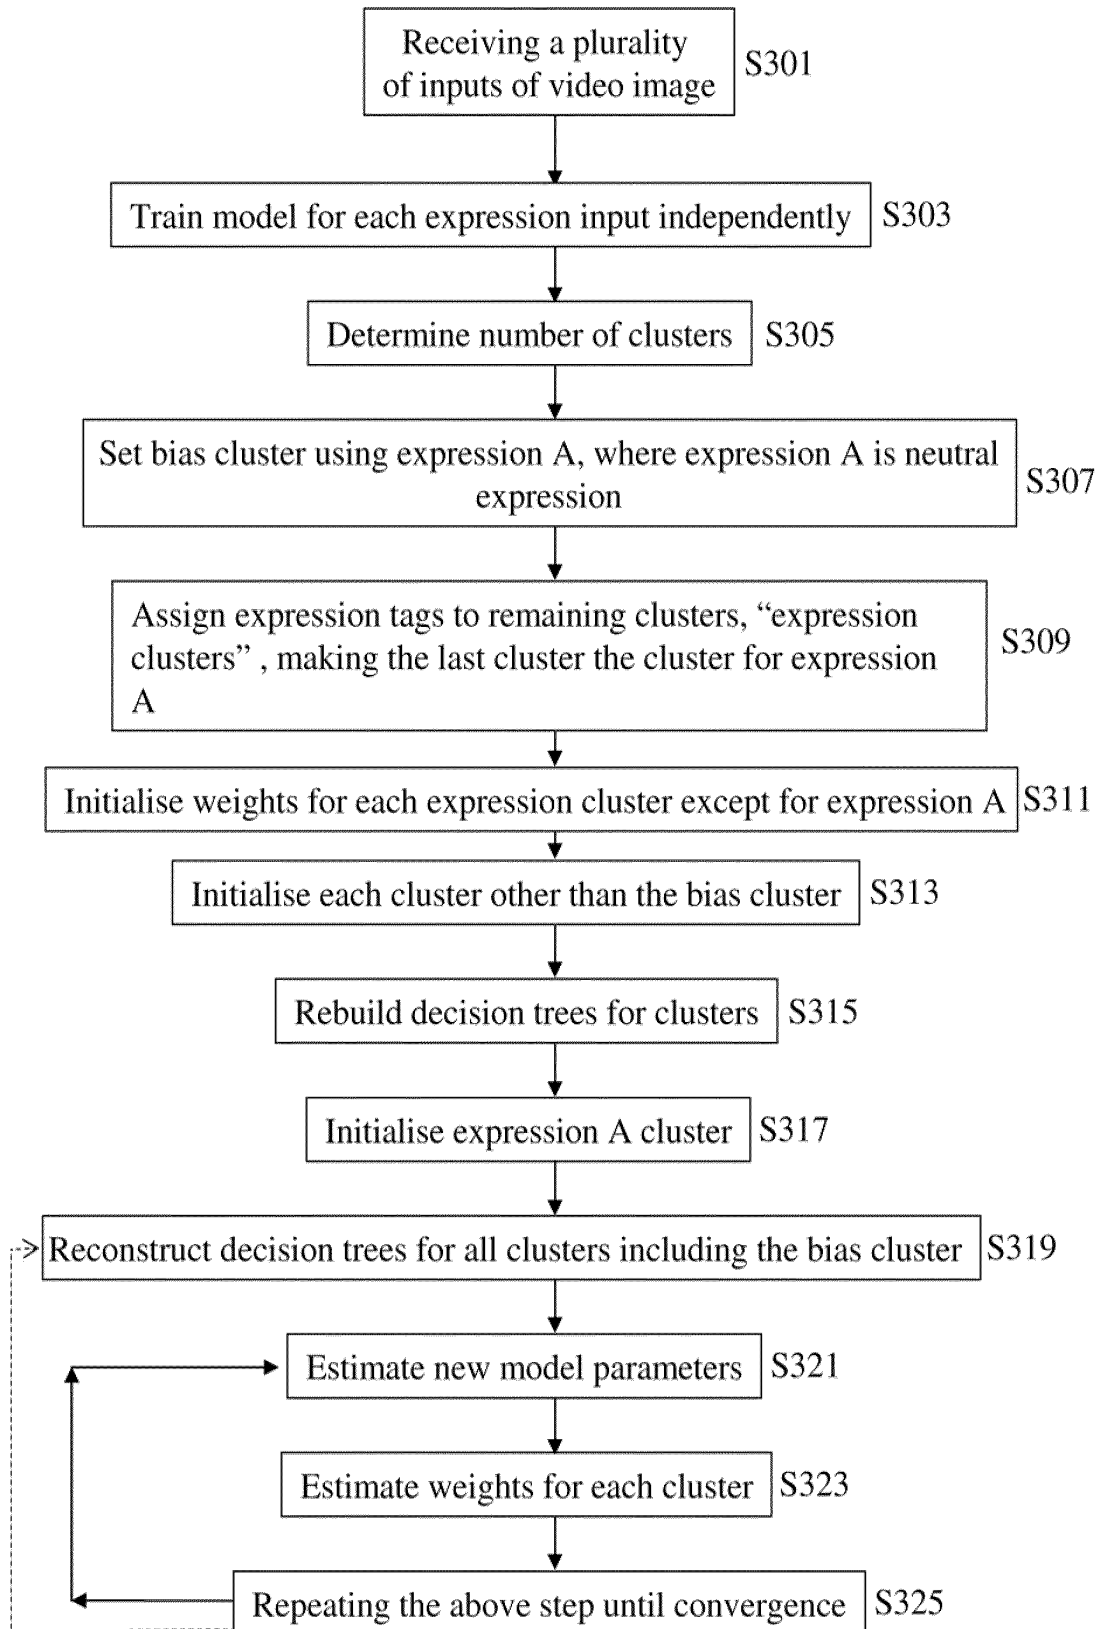 Receiving a plurality
of inputs of video image
S301
Train model for each expression input independently
S303
Determine number of clusters
S305
Set bias cluster using expression A, where expression A is neutral
expression
S307
Assign expression tags to remaining clusters, “expression
clusters” , making the last cluster the cluster for expression
A
S309
Initialise weights for each expression cluster except for expression A
S311
Initialise each cluster other than the bias cluster
S313
Rebuild decision trees for clusters
S315
Initialise expression A cluster
S317
Reconstruct decision trees for all clusters including the bias cluster
S319
Estimate new model parameters
S321
Estimate weights for each cluster
S323
Repeating the above step until convergence
S325